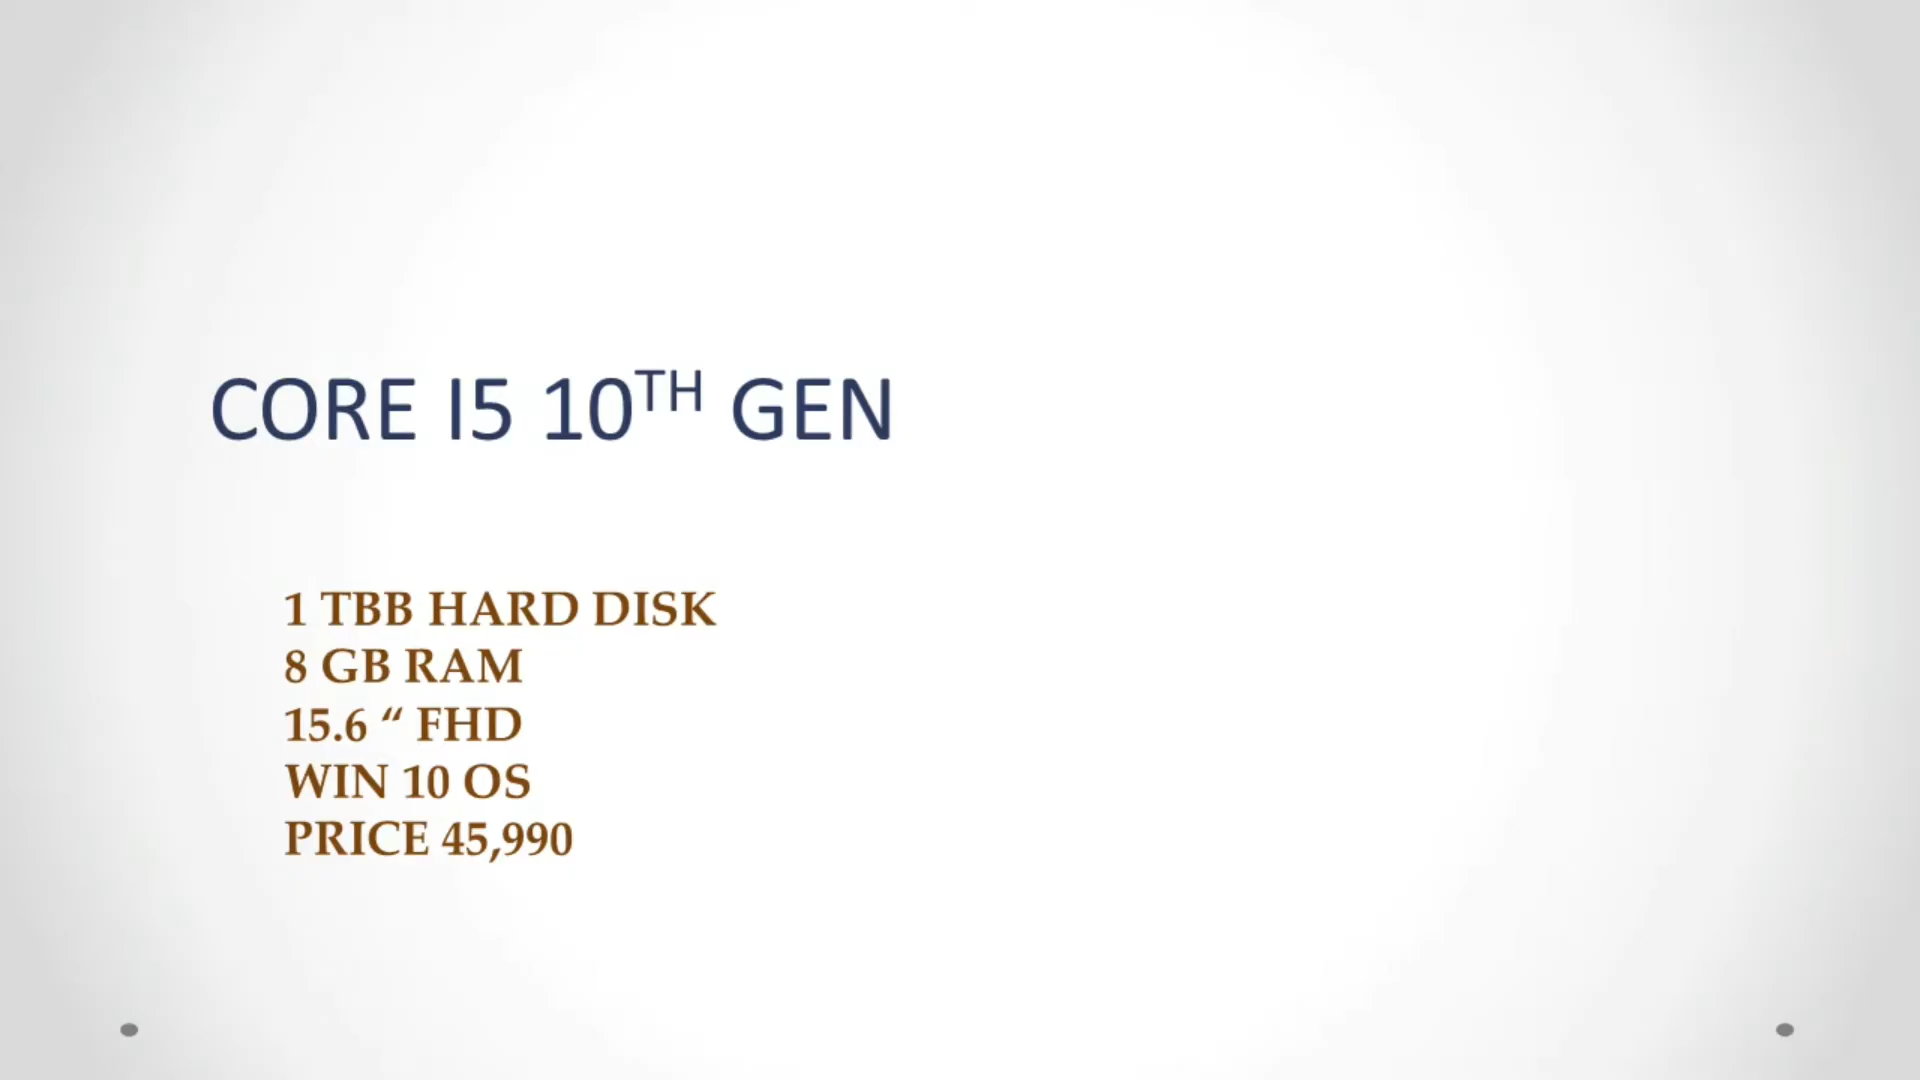 CORE I5 10TH GEN
1 TBB HARD DISK
8 GB RAM
15.6 “ FHD
WIN 10 OS
PRICE 45,990